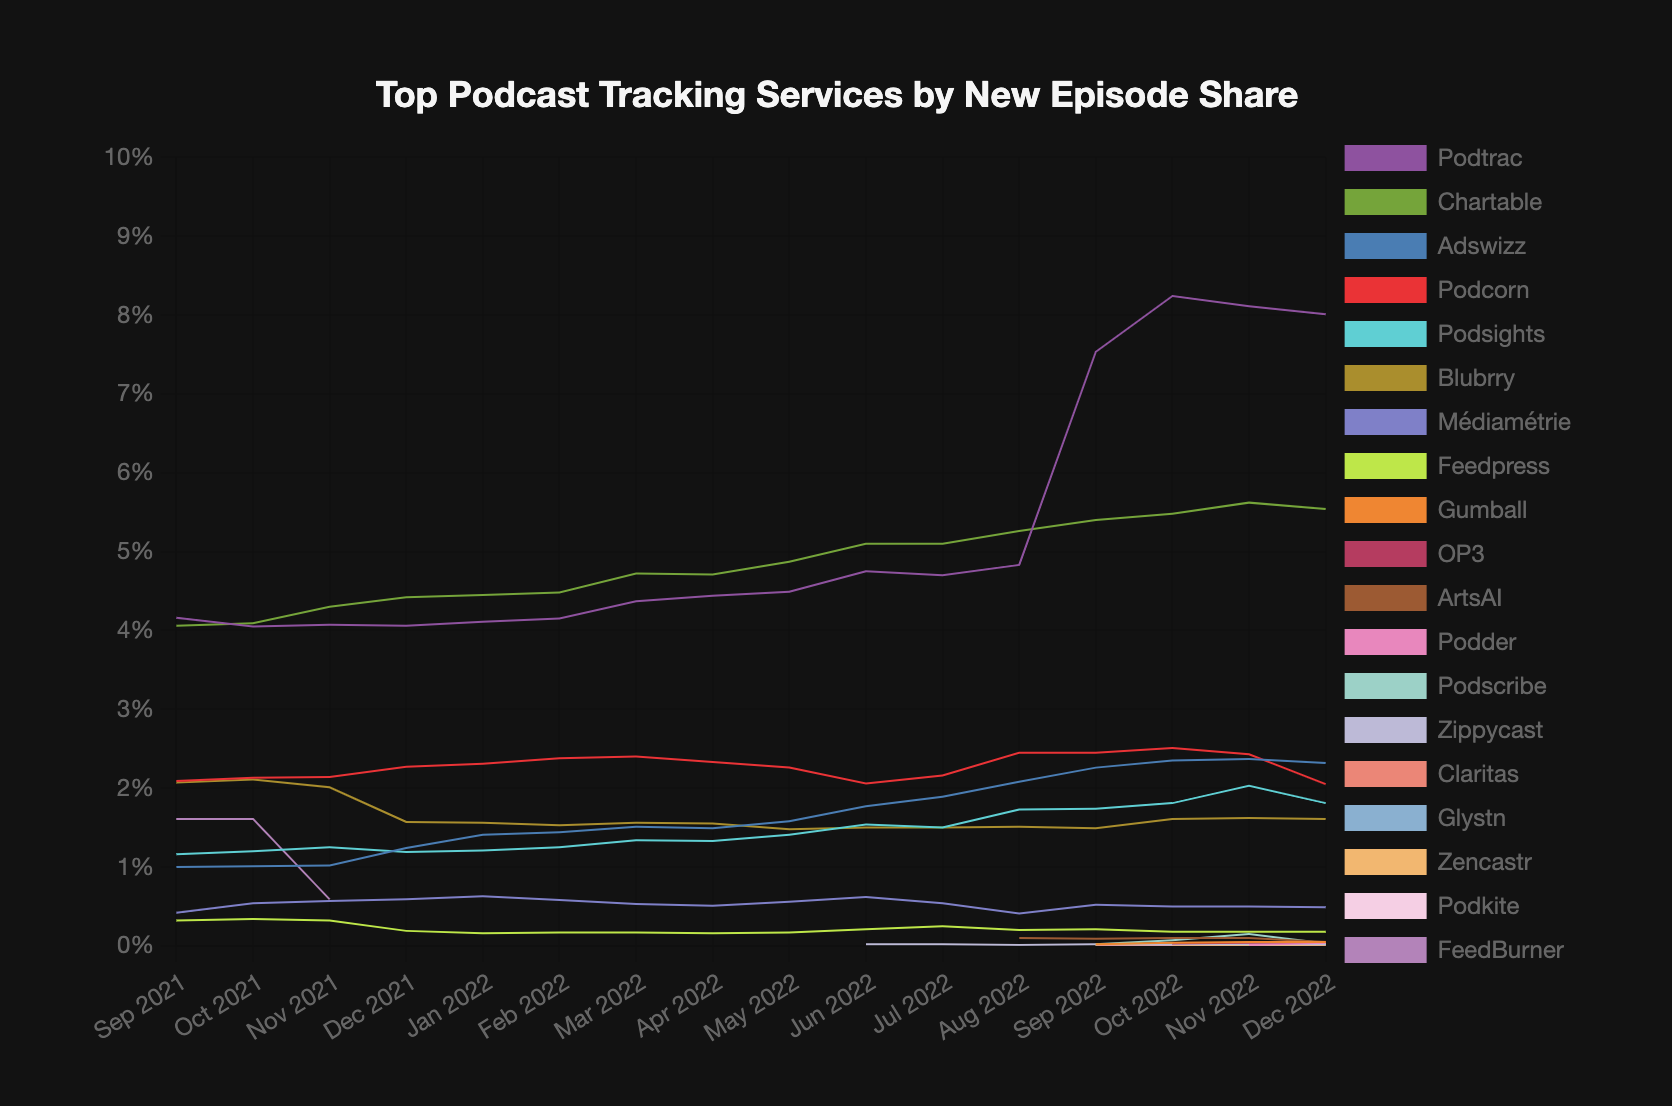 Top Podcast Tracking Services by New Episode Share
10%
9%
8%
7%
6%
5%
4%
3%
2%
1%
0%
Sep 2021
Oct 2021
Nov 2021
Dec 2021
Jan 2022
Feb 2022
Mar 2022
Apr 2022
May 2022
Jun 2022
Jul 2022
Aug 2022
Sep 2022
Oct 2022
Nov 2022
Dec 2022
Podtrac
Chartable
Adswizz
Podcorn
Podsights
Blubrry
Médiamétrie
Feedpress
Gumball
OP3
ArtsAI
Podder
Podscribe
Zippycast
Claritas
Glystn
Zencastr
Podkite
FeedBurner